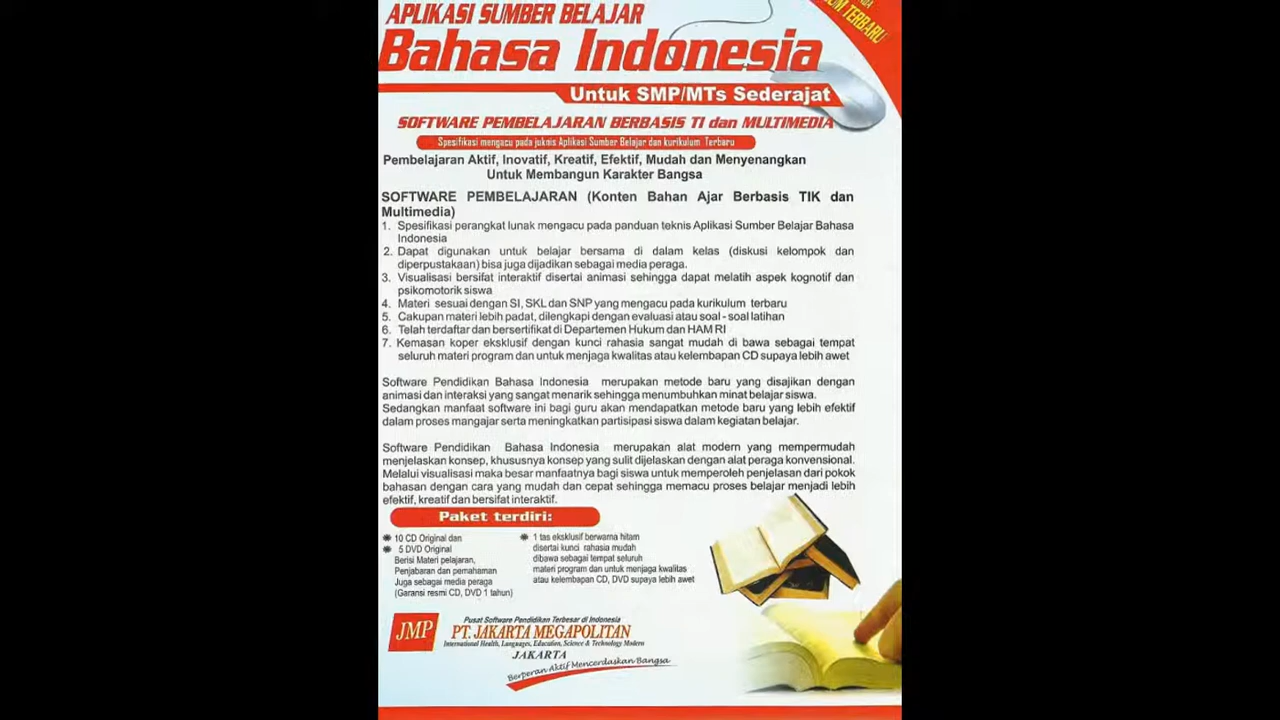 APLIKASI SUMBER BELAJAR
Bahasa Indonesia
UM TERBARU
Untuk SMP/MTs Sederajat
SOFTWARE PEMBELAJARAN BERBASIS TI dan MULTIMEDIA
Spesifikasi mengacu pada juknis Aplikasi Sumber Belajar dan kurikulum Terbaru
Pembelajaran Aktif, Inovatif, Kreatif, Efektif, Mudah dan Menyenangkan
Untuk Membangun Karakter Bangsa
SOFTWARE PEMBELAJARAN (Konten Bahan Ajar Berbasis TIK dan
Multimedia)
1. Spesifikasi perangkat lunak mengacu pada panduan teknis Aplikasi Sumber Belajar Bahasa
Indonesia
2. Dapat digunakan untuk belajar bersama di dalam kelas (diskusi kelompok dan
diperpustakaan) bisa juga dijadikan sebagai media peraga.
3. Visualisasi bersifat interaktif disertai animasi sehingga dapat melatih aspek kognotif dan
psikomotorik siswa
4. Materi sesuai dengan SI, SKL dan SNP yang mengacu pada kurikulum terbaru
5. Cakupan materi lebih padat, dilengkapi dengan evaluasi atau soal - soal latihan
6. Telah terdaftar dan bersertifikat di Departemen Hukum dan HAM RI
7. Kemasan koper eksklusif dengan kunci rahasia sangat mudah di bawa sebagai tempat
seluruh materi program dan untuk menjaga kwalitas atau kelembapan CD supaya lebih awet
Software Pendidikan Bahasa Indonesia merupakan metode baru yang disajikan dengan
animasi dan interaksi yang sangat menarik sehingga menumbuhkan minat belajar siswa.
Sedangkan manfaat software ini bagi guru akan mendapatkan metode baru yang lebih efektif
dalam proses mangajar serta meningkatkan partisipasi siswa dalam kegiatan belajar.
Software Pendidikan Bahasa Indonesia merupakan alat modern yang mempermudah
menjelaskan konsep, khususnya konsep yang sulit dijelaskan dengan alat peraga konvensional.
Melalui visualisasi maka besar manfaatnya bagi siswa untuk memperoleh penjelasan dari pokok
bahasan dengan cara yang mudah dan cepat sehingga memacu proses belajar menjadi lebih
efektif, kreatif dan bersifat interaktif.
Paket terdiri:
10 CD Original dan
5 DVD Original
Berisi Materi pelajaran,
Penjabaran dan pemahaman
Juga sebagai media peraga
(Garansi resmi CD, DVD 1 tahun)
1 tas eksklusif berwarna hitam
disertai kunci rahasia mudah
dibawa sebagai tempat seluruh
materi program dan untuk menjaga kwalitas
atau kelembapan CD, DVD supaya lebih awet
JMP
Pusat Software Pendidikan Terbesar di Indonesia
PT. JAKARTA MEGAPOLITAN
International Health, Languages, Education, Science & Technology Modern
JAKARTA
Berperan Aktif Mencerdaskan Bangsa